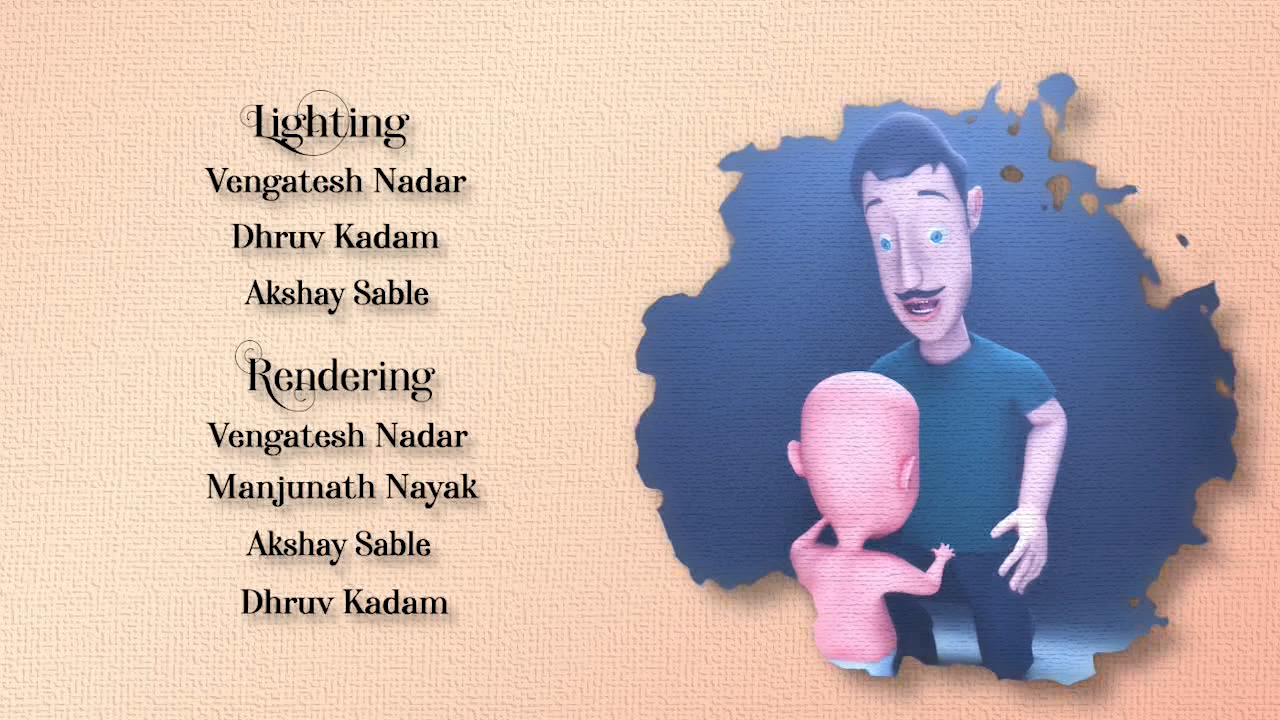 Lighting
Vengatesh Nadar
Dhruv Kadam
Akshay Sable
Rendering
Vengatesh Nadar
Manjunath Nayak
Akshay Sable
Dhruv Kadam